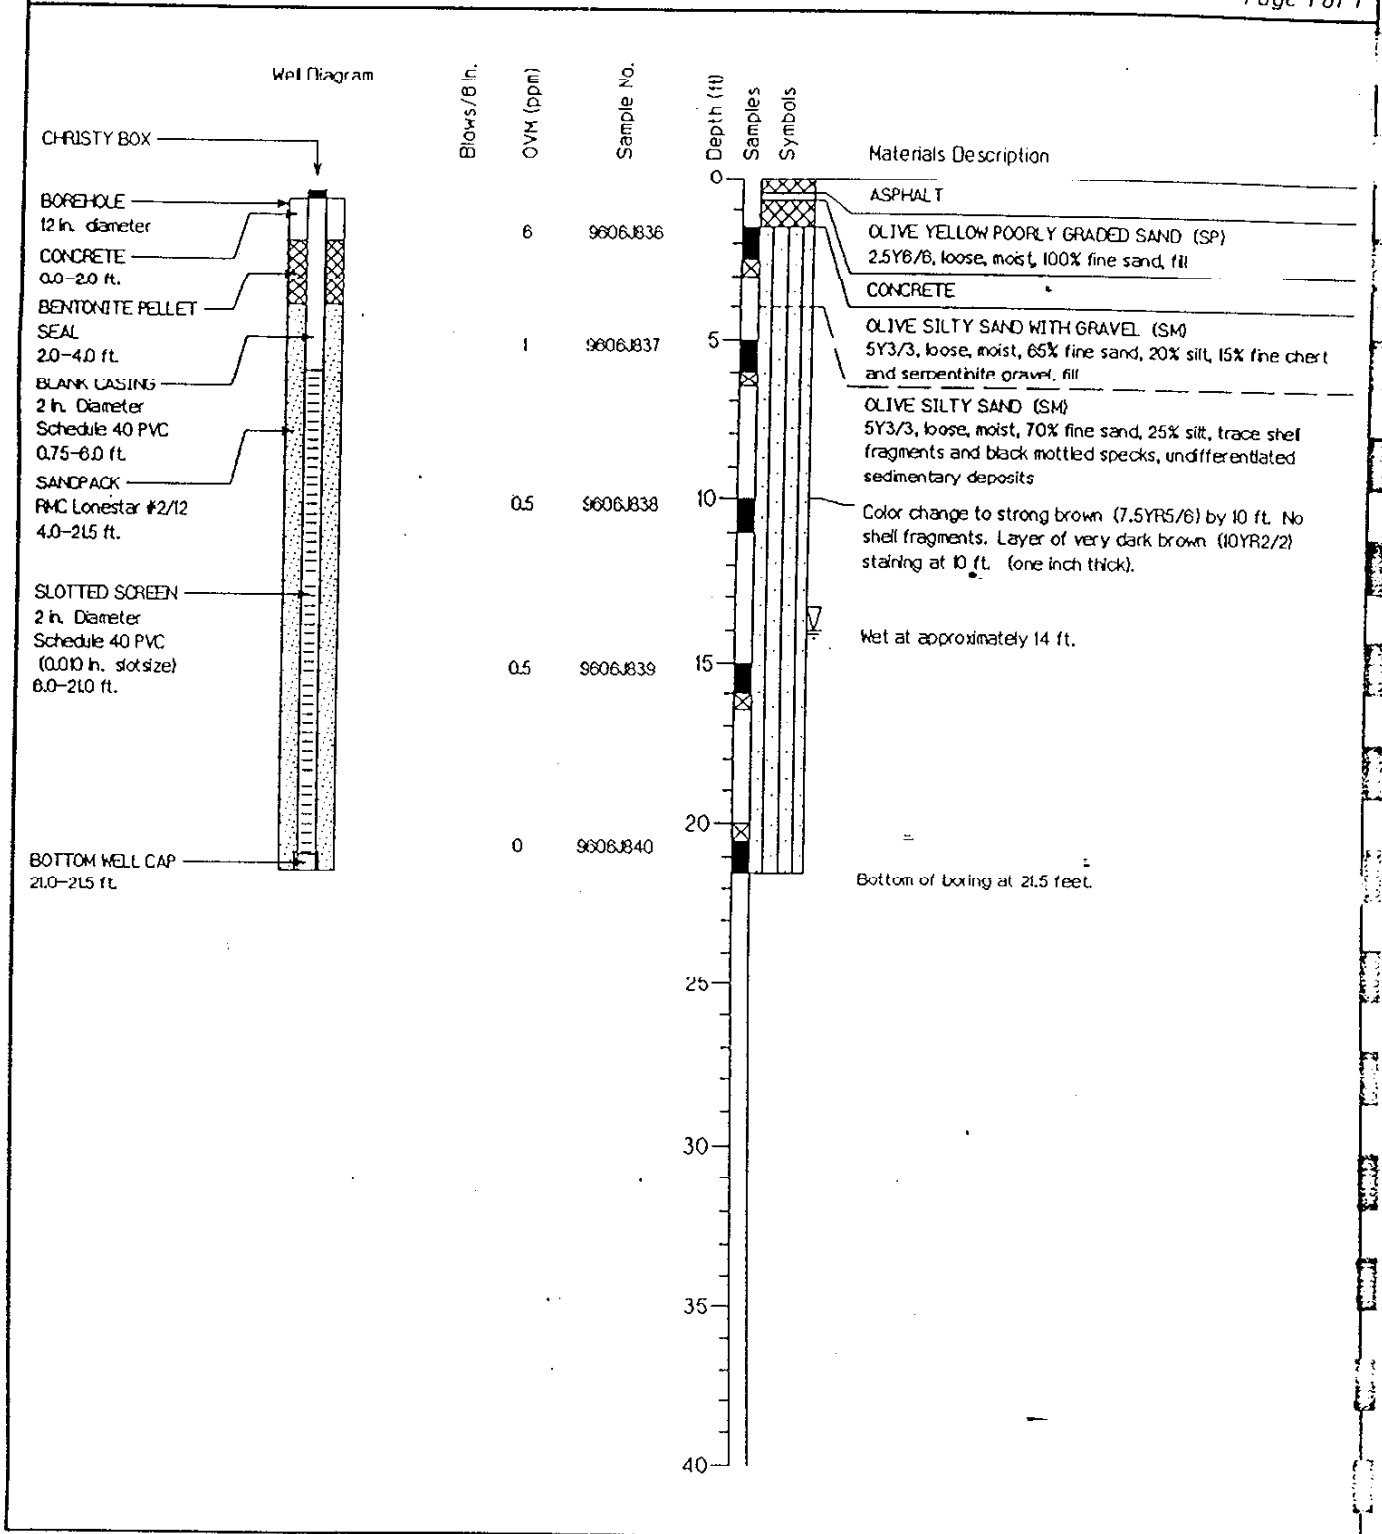 Page 1 of 1
Well Diagram
Blows/6 in.
OVM (ppm)
Sample No.
Depth (ft)
Samples
Symbols
Materials Description
CHRISTY BOX
BOREHOLE
12 in. diameter
CONCRETE
0.0-2.0 ft.
BENTONITE PELLET
SEAL
2.0-4.0 ft.
BLANK CASING
2 in. Diameter
Schedule 40 PVC
0.75-6.0 ft.
SANDPACK
RMC Lonestar #2/12
4.0-21.5 ft.
SLOTTED SCREEN
2 in. Diameter
Schedule 40 PVC
(0.010 in. slotsize)
6.0-21.0 ft.
BOTTOM WELL CAP
21.0-21.5 ft.
6 9606J836
1 9606J837
0.5 9606J838
0.5 9606J839
0 9606J840
0
5
10
15
20
25
30
35
40
ASPHALT
OLIVE YELLOW POORLY GRADED SAND (SP)
2.5Y6/6, loose, moist, 100% fine sand, fill
CONCRETE
OLIVE SILTY SAND WITH GRAVEL (SM)
5Y3/3, loose, moist, 65% fine sand, 20% silt, 15% fine chert
and serpentinite gravel, fill
OLIVE SILTY SAND (SM)
5Y3/3, loose, moist, 70% fine sand, 25% silt, trace shell
fragments and black mottled specks, undifferentiated
sedimentary deposits
Color change to strong brown (7.5YR5/6) by 10 ft. No
shell fragments. Layer of very dark brown (10YR2/2)
staining at 10 ft. (one inch thick).
Wet at approximately 14 ft.
Bottom of boring at 21.5 feet.